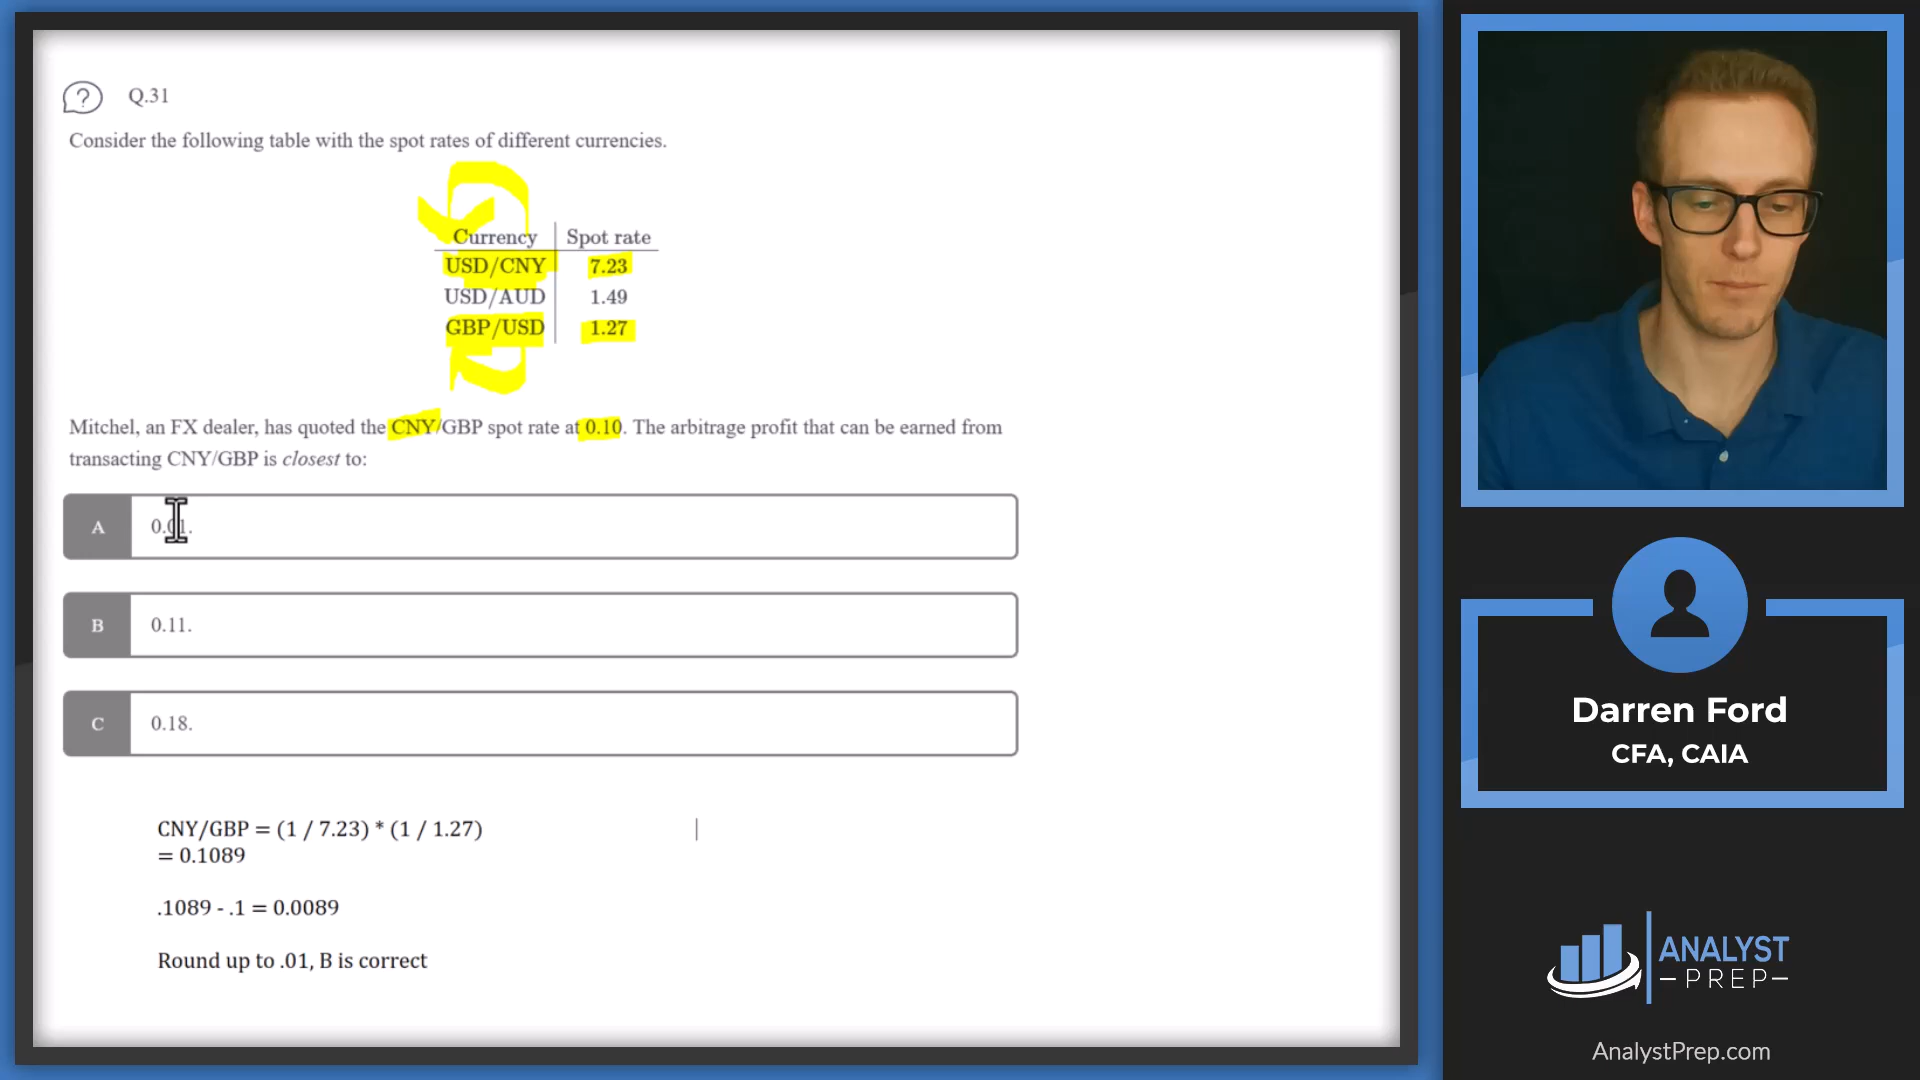 Q.31
Consider the following table with the spot rates of different currencies.
Currency Spot rate
USD/CNY 7.23
USD/AUD 1.49
GBP/USD 1.27
Mitchel, an FX dealer, has quoted the CNY/GBP spot rate at 0.10. The arbitrage profit that can be earned from
transacting CNY/GBP is closest to:
A 0.01.
B 0.11.
C 0.18.
CNY/GBP = (1 / 7.23) * (1 / 1.27)
= 0.1089
.1089 - .1 = 0.0089
Round up to .01, B is correct
Darren Ford
CFA, CAIA
ANALYST
PREP
AnalystPrep.com